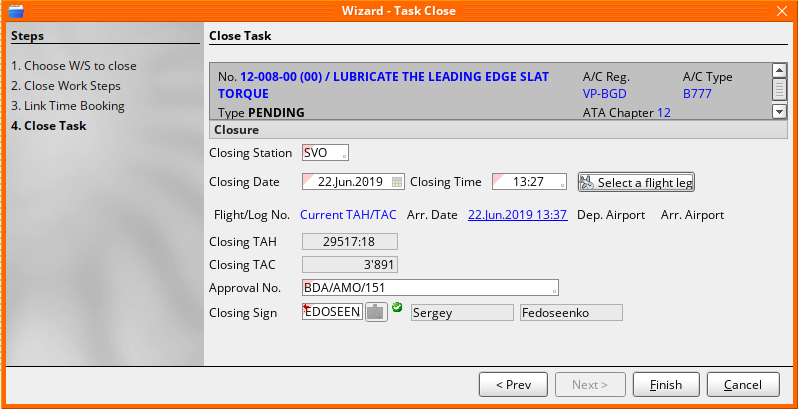 Wizard - Task Close
Steps
1. Choose W/S to close
2. Close Work Steps
3. Link Time Booking
4. Close Task
Close Task
No. 12-008-00 (00) / LUBRICATE THE LEADING EDGE SLAT
TORQUE
Type PENDING
A/C Reg.
VP-BGD
A/C Type
B777
ATA Chapter 12
Closure
Closing Station SVO
Closing Date 22.Jun.2019 Closing Time 13:27 Select a flight leg
Flight/Log No. Current TAH/TAC Arr. Date 22.Jun.2019 13:37 Dep. Airport Arr. Airport
Closing TAH 29517:18
Closing TAC 3'891
Approval No. BDA/AMO/151
Closing Sign EDOSEEN Sergey Fedoseenko
< Prev Next > Finish Cancel